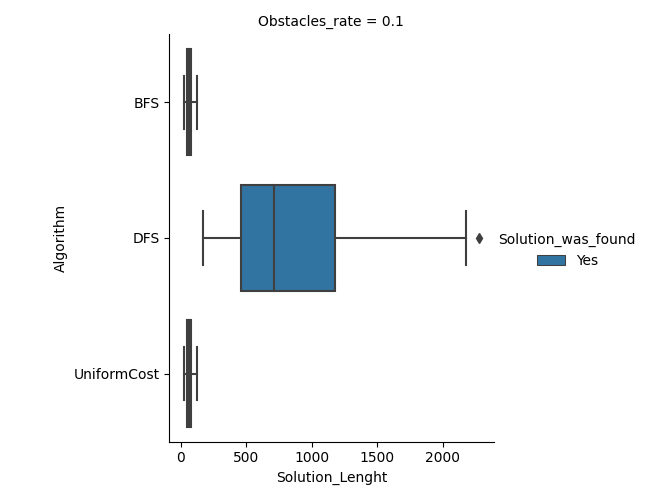 Obstacles_rate = 0.1
BFS
DFS
UniformCost
Algorithm
0 500 1000 1500 2000
Solution_Lenght
Solution_was_found
Yes